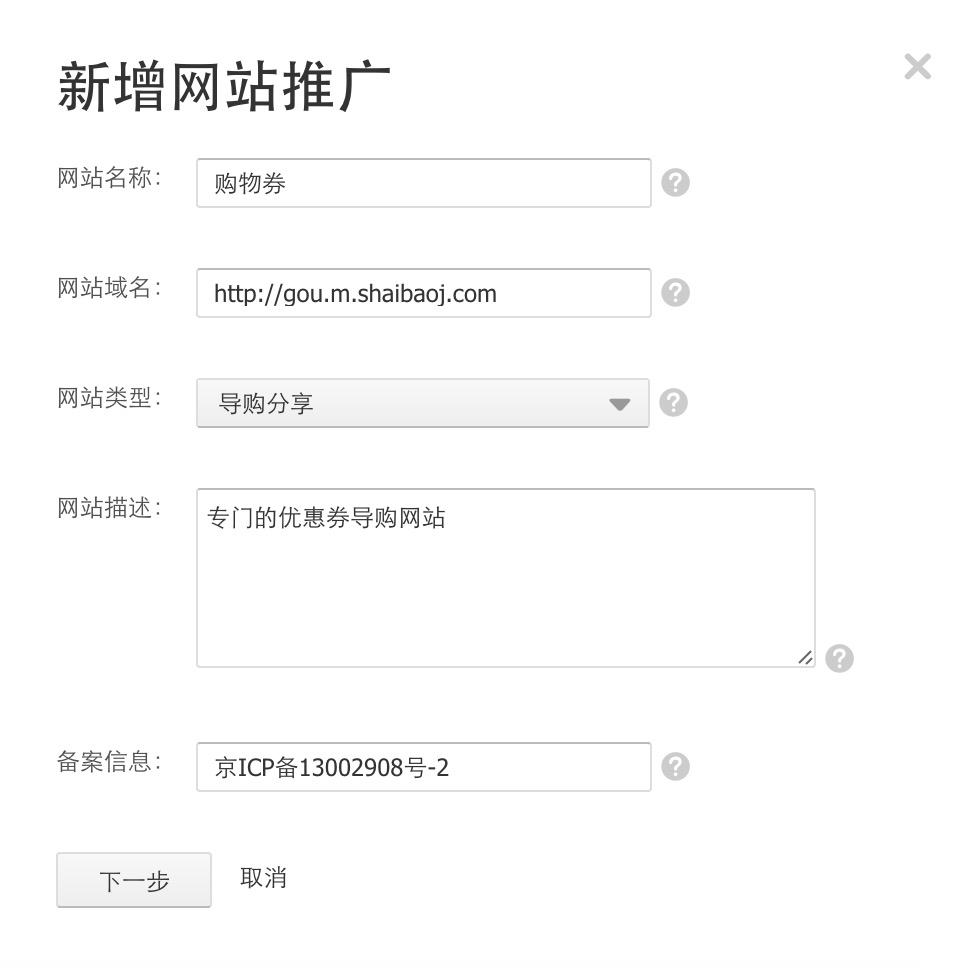 新增网站推广
网站名称：
购物券
网站域名：
http://gou.m.shaibaoj.com
网站类型：
导购分享
网站描述：
专门的优惠券导购网站
备案信息：
京ICP备13002908号-2
下一步
取消